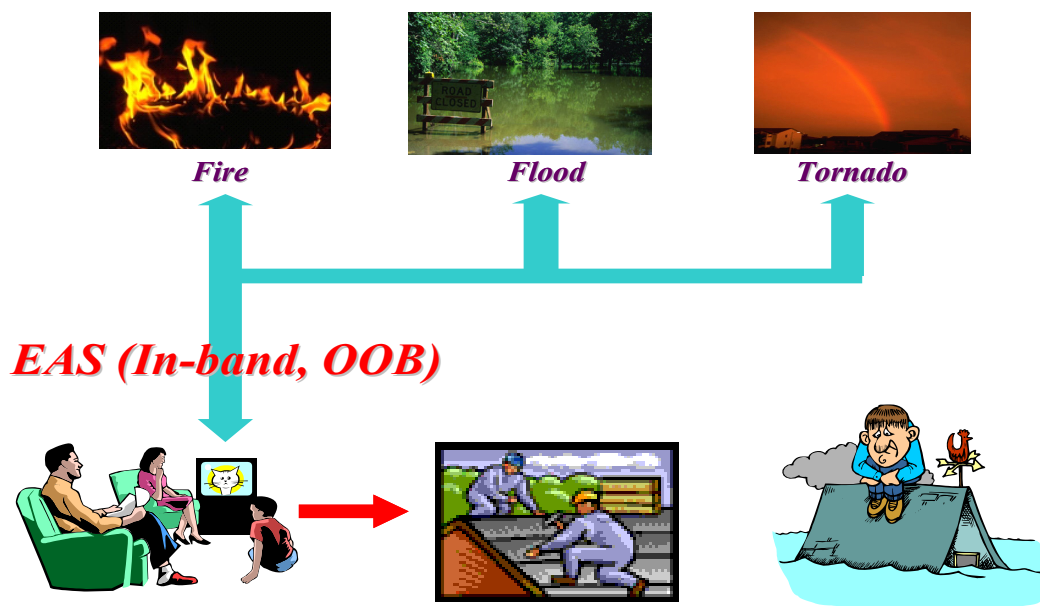 ROAD
CLOSED
Fire
Flood
Tornado
EAS (In-band, OOB)